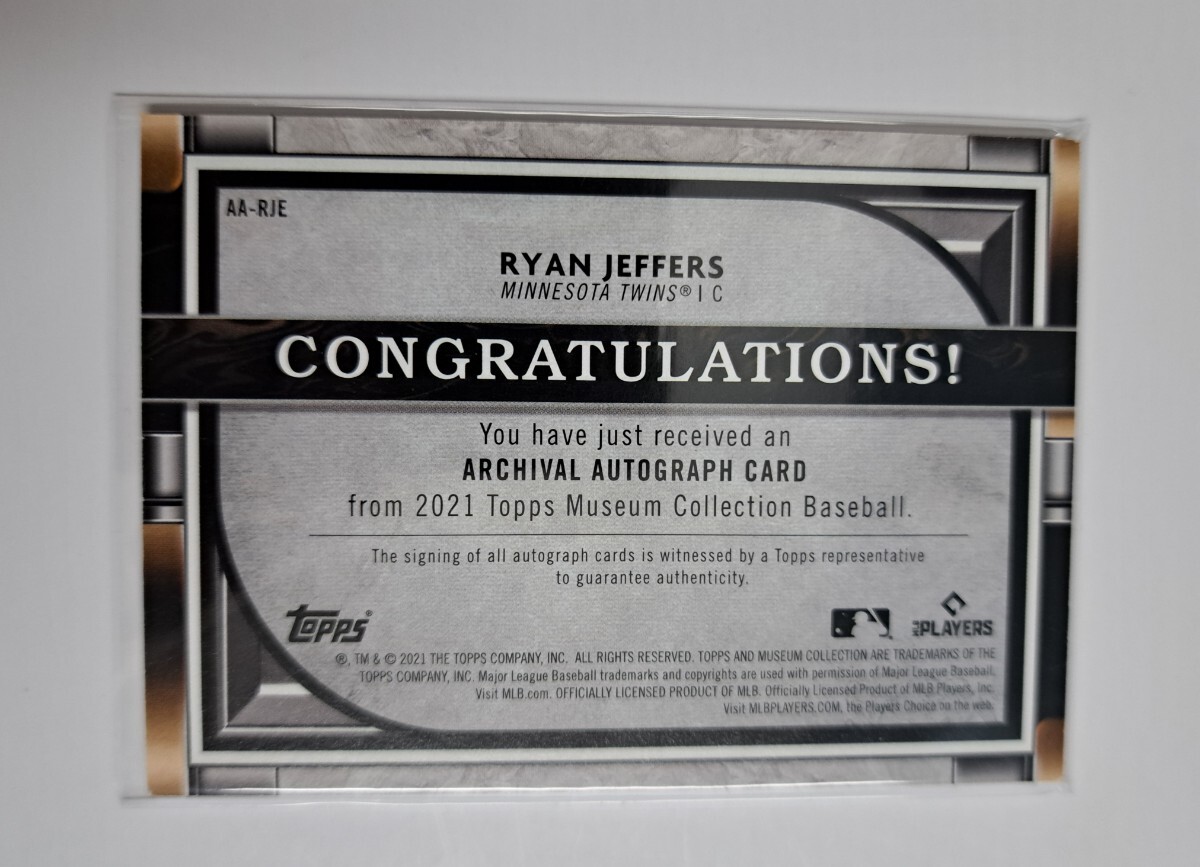 AA-RJE
RYAN JEFFERS
MINNESOTA TWINS® | C
CONGRATULATIONS!
You have just received an
ARCHIVAL AUTOGRAPH CARD
from 2021 Topps Museum Collection Baseball.
The signing of all autograph cards is witnessed by a Topps representative
to guarantee authenticity.
topps®
MLB PLAYERS
®, TM & © 2021 THE TOPPS COMPANY, INC. ALL RIGHTS RESERVED. TOPPS AND MUSEUM COLLECTION ARE TRADEMARKS OF THE
TOPPS COMPANY, INC. Major League Baseball trademarks and copyrights are used with permission of Major League Baseball.
Visit MLB.com. OFFICIALLY LICENSED PRODUCT OF MLB. Officially Licensed Product of MLB Players, Inc.
Visit MLBPLAYERS.COM, the Players Choice on the web.